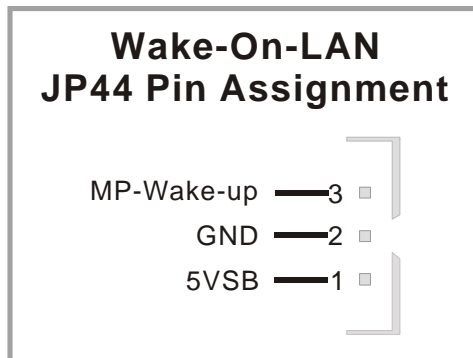 Wake-On-LAN
JP44 Pin Assignment
MP-Wake-up 3
GND 2
5VSB 1